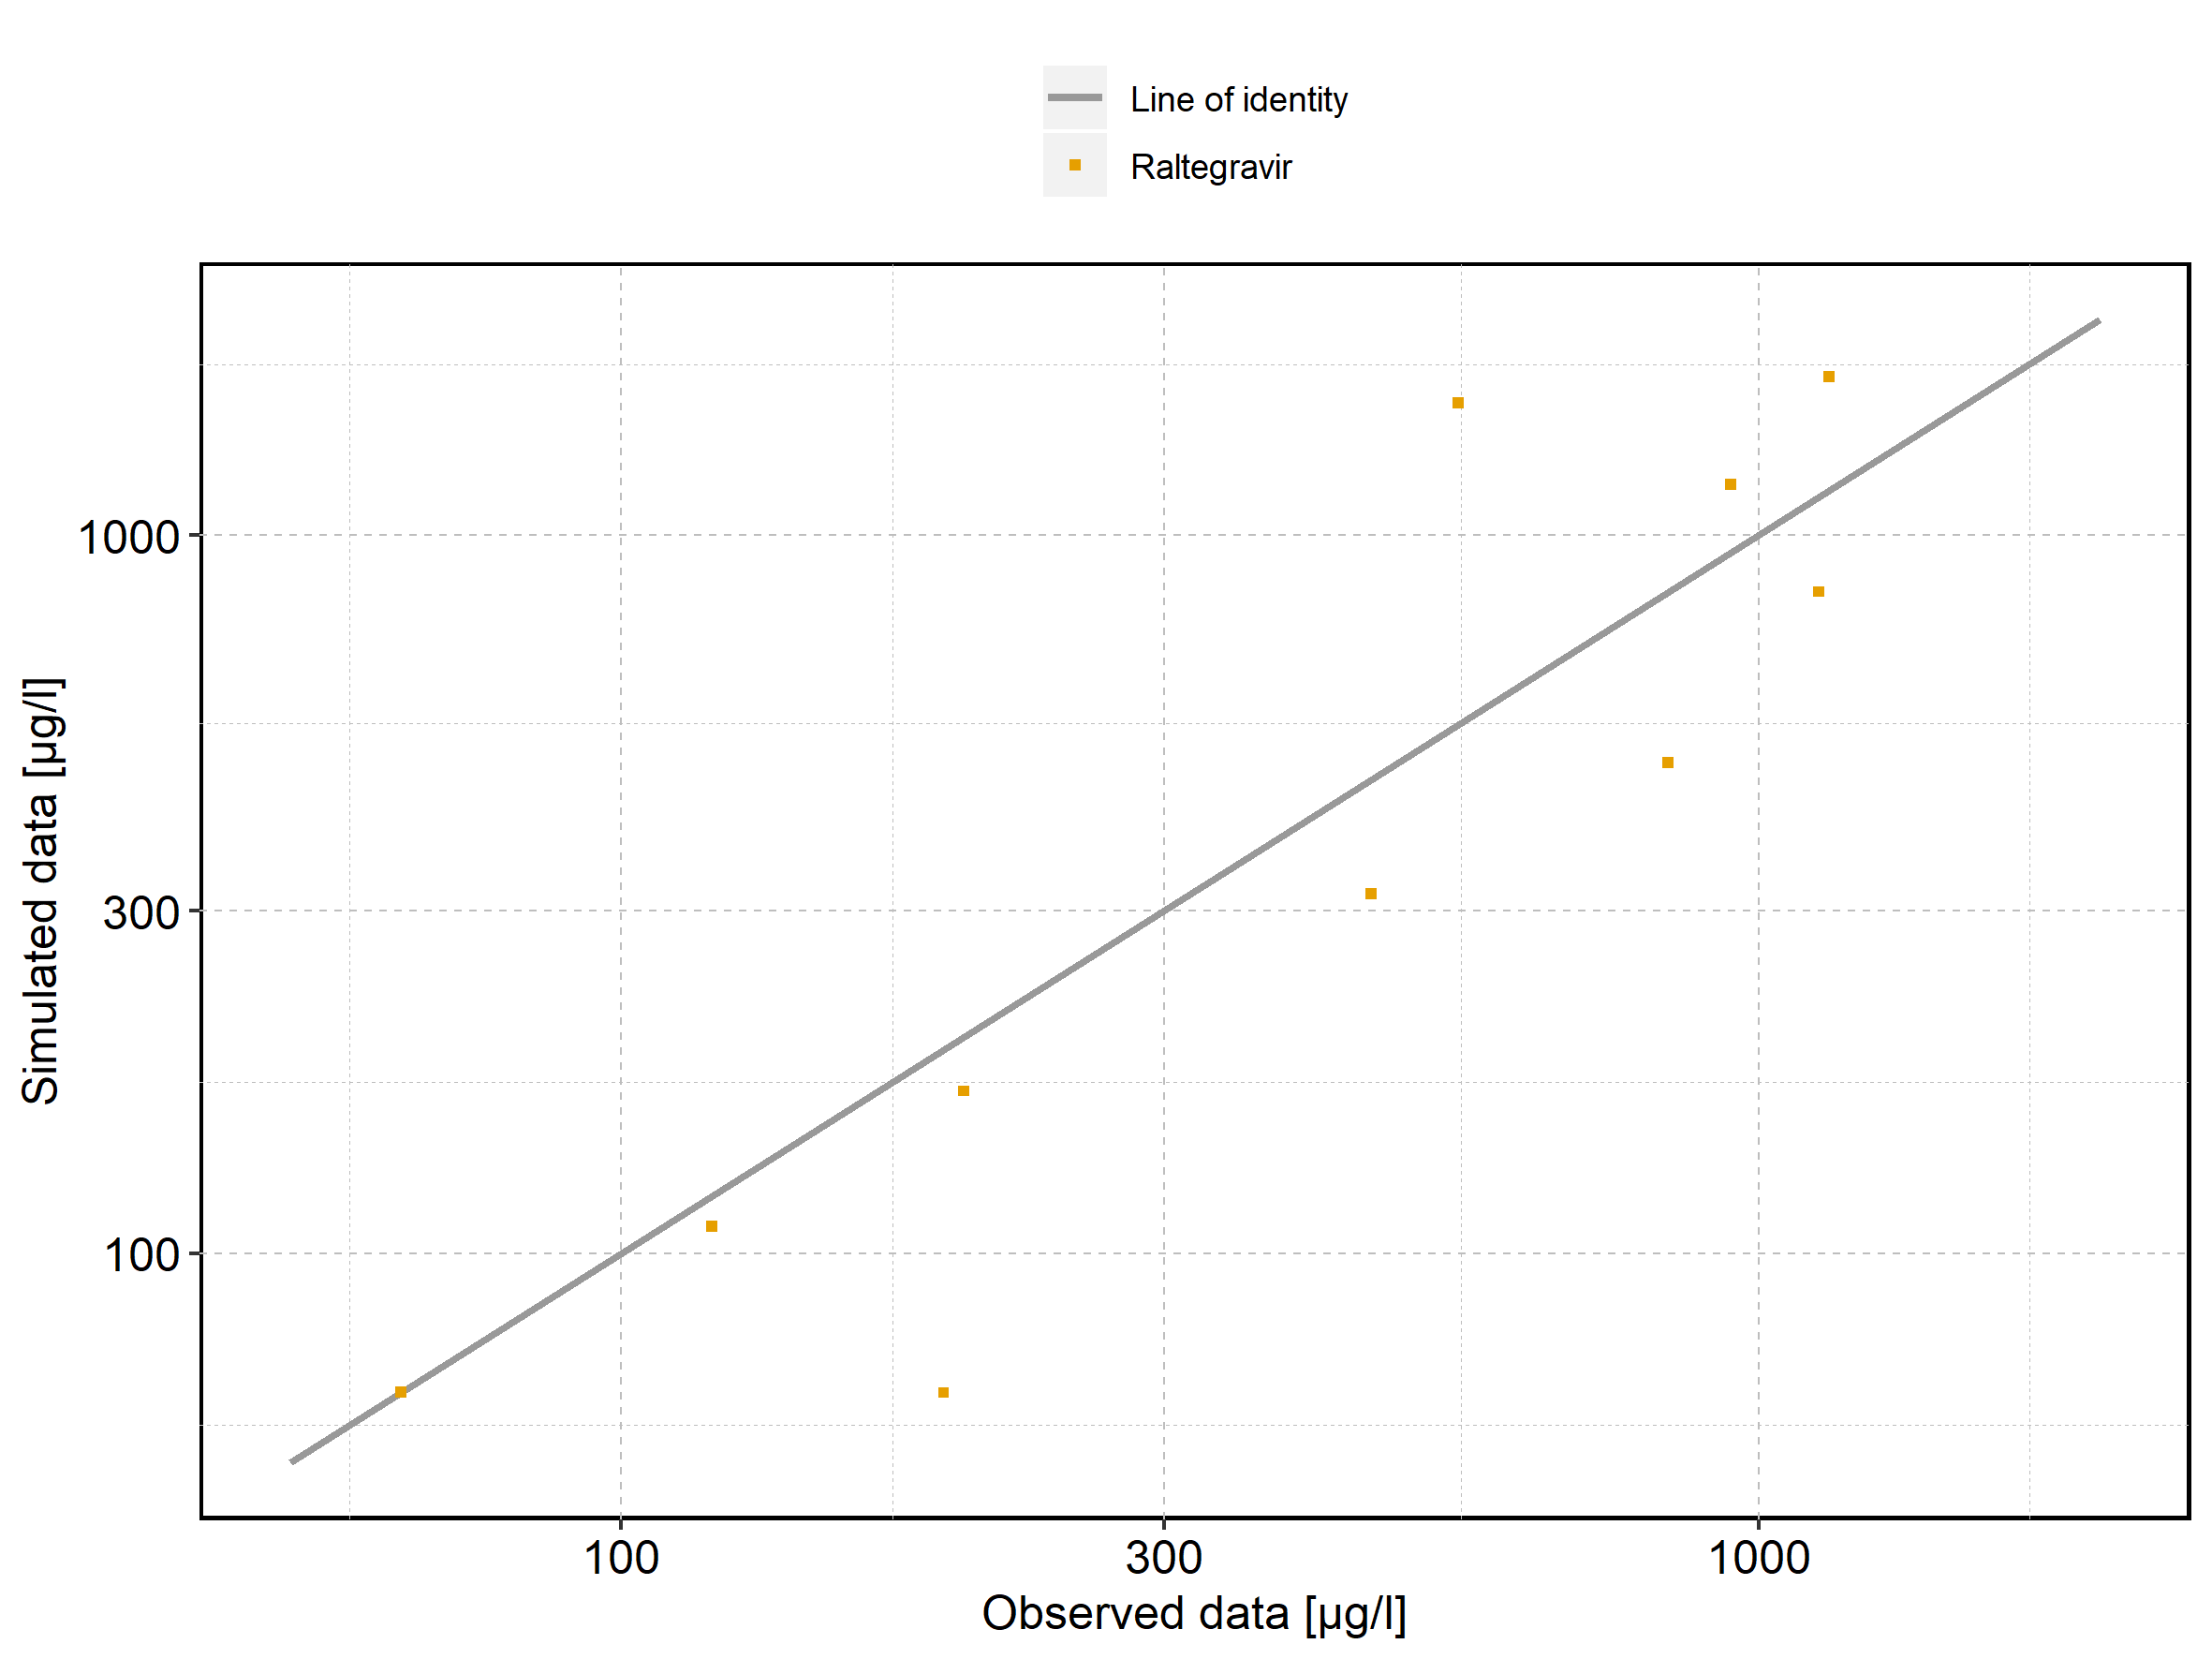 Line of identity
Raltegravir
1000
300
100
Simulated data [µg/l]
100
300
1000
Observed data [µg/l]